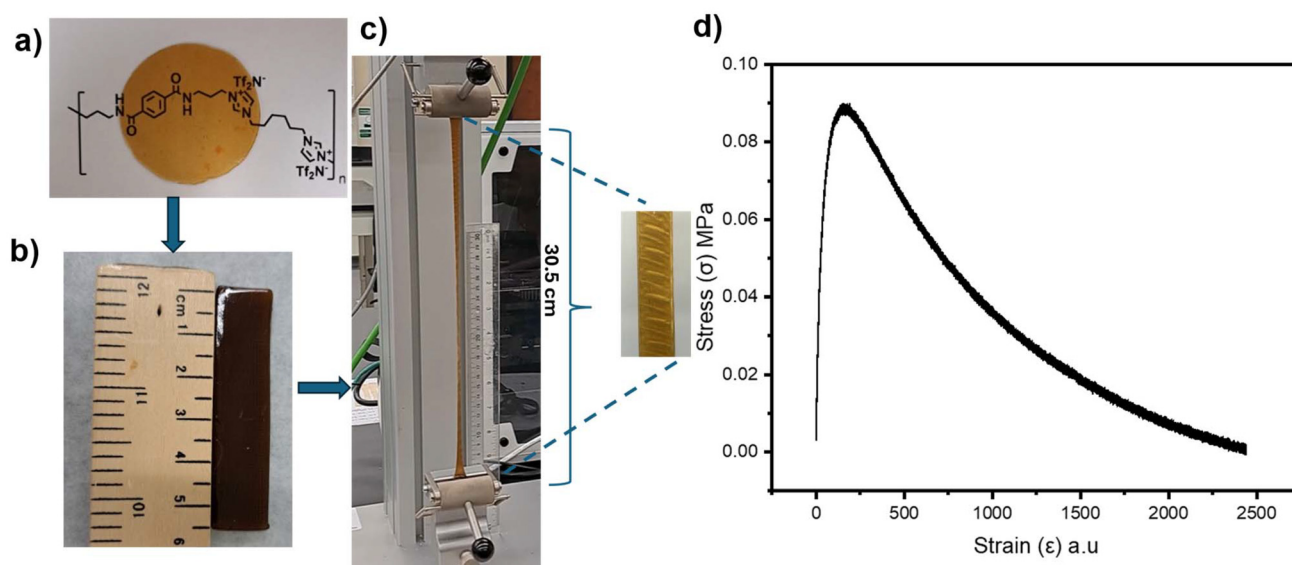 a)
Tf₂N⁻
O
H
N
N
H
O
N
+
N
N
N
+
Tf₂N⁻
n
b)
12
cm
1
2
11
3
4
10
5
6
c)
30.5 cm
d)
Stress (σ) MPa
0.10
0.08
0.06
0.04
0.02
0.00
0
500
1000
1500
2000
2500
Strain (ε) a.u